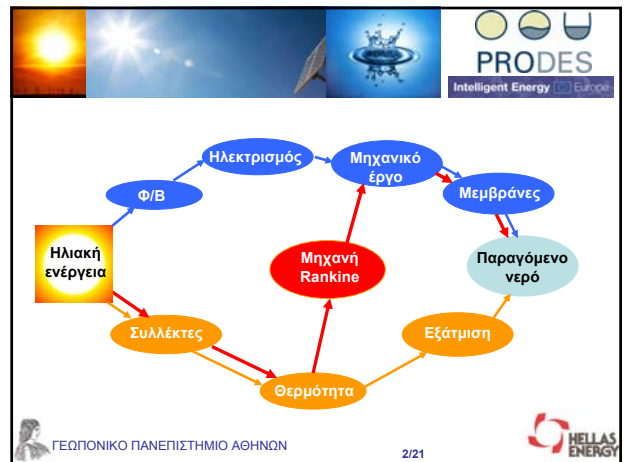 PRODES
Intelligent Energy Europe
Ηλεκτρισμός
Μηχανικό
έργο
Φ/Β
Μεμβράνες
Ηλιακή
ενέργεια
Μηχανή
Rankine
Παραγόμενο
νερό
Συλλέκτες
Εξάτμιση
Θερμότητα
ΓΕΩΠΟΝΙΚΟ ΠΑΝΕΠΙΣΤΗΜΙΟ ΑΘΗΝΩΝ
2/21
HELLAS
ENERGY